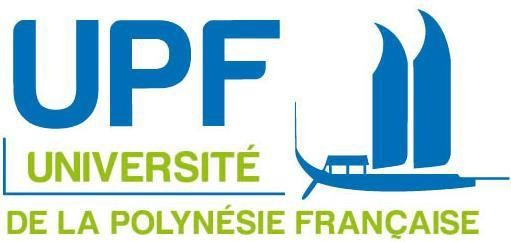 UPF
UNIVERSITÉ
DE LA POLYNÉSIE FRANÇAISE